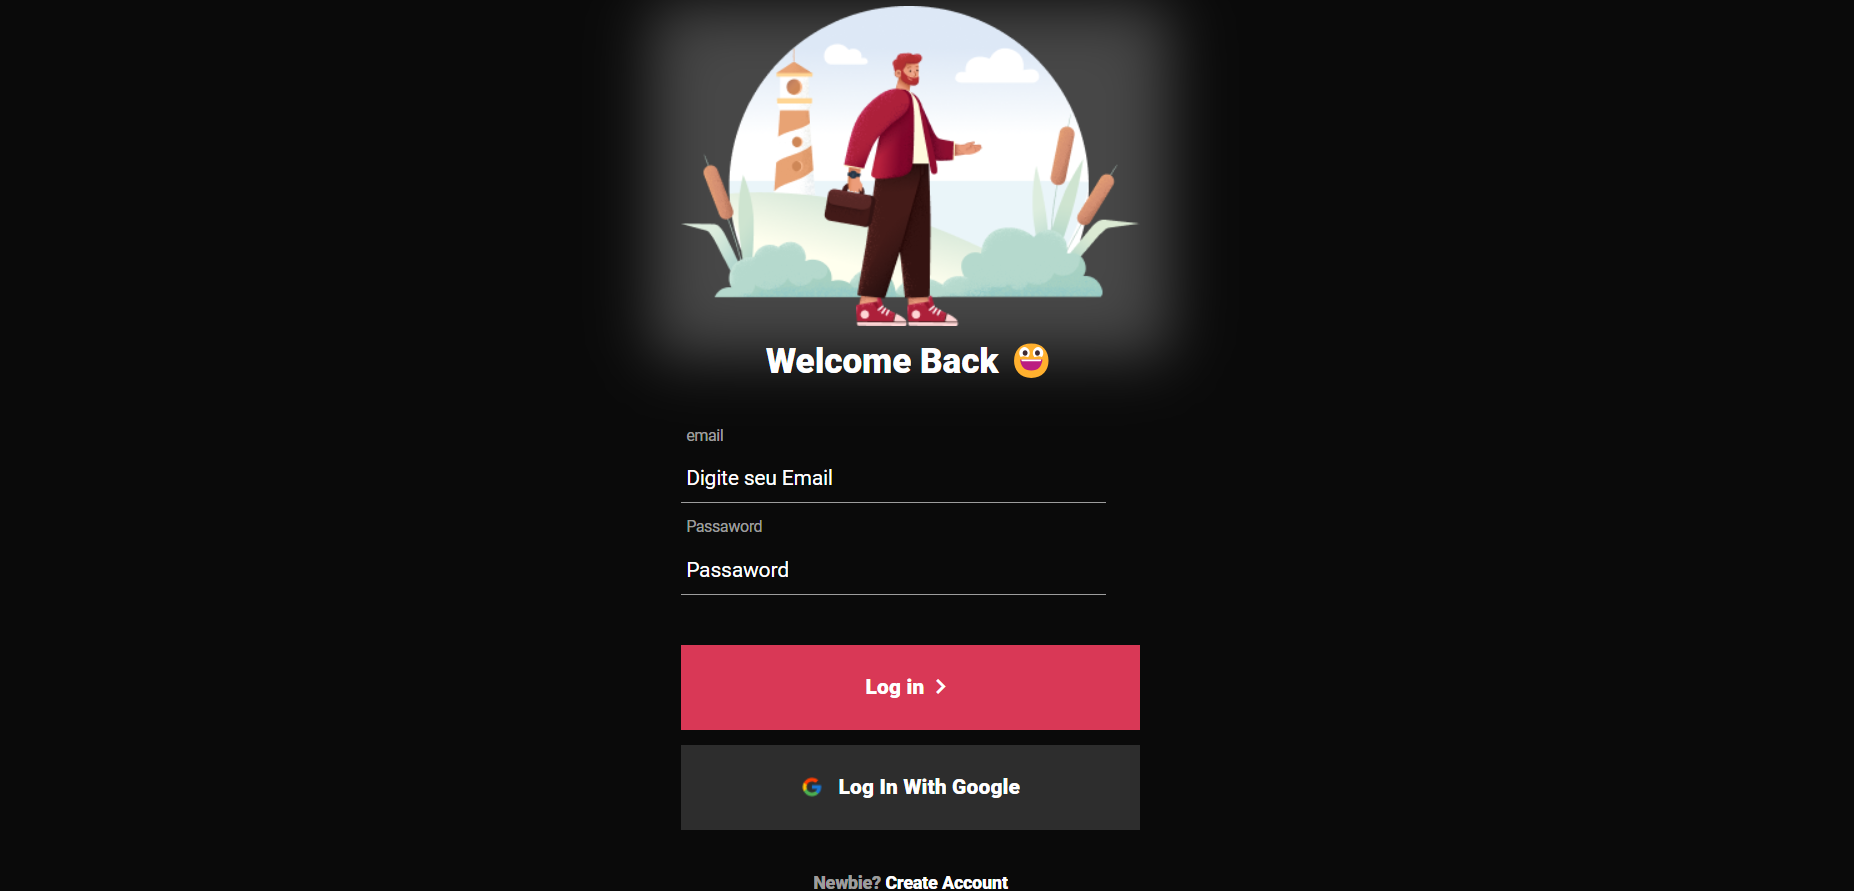 Welcome Back
email
Digite seu Email
Passaword
Passaword
Log in
Log In With Google
Newbie? Create Account